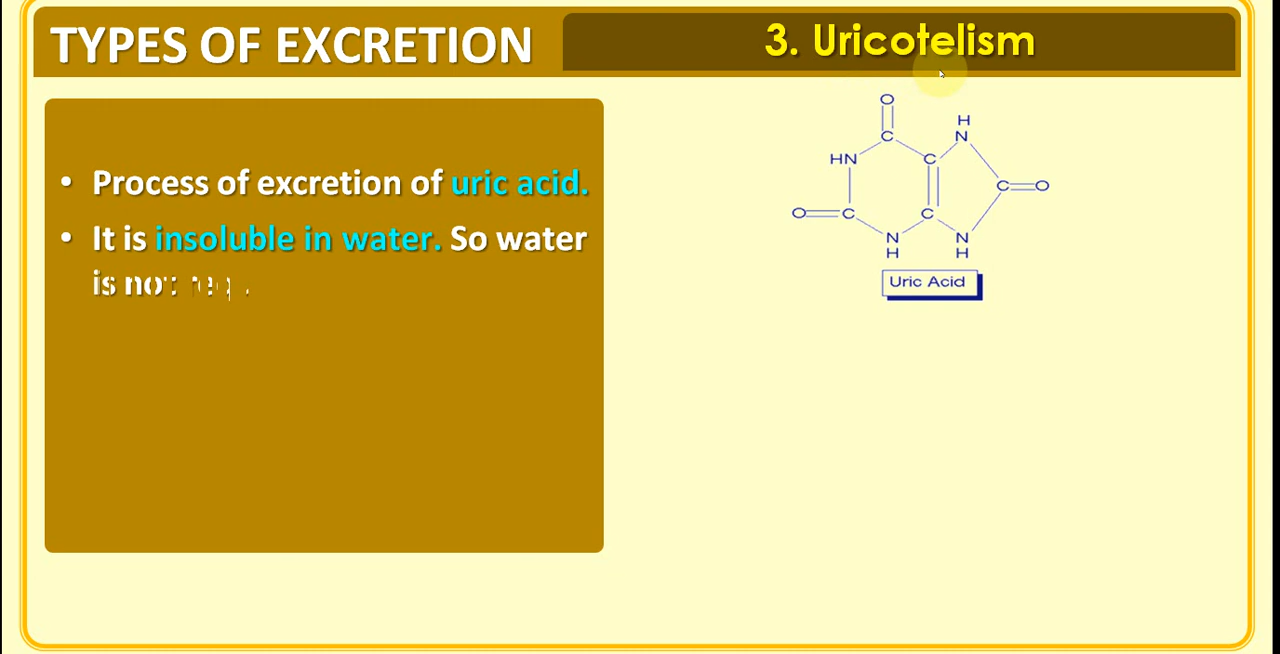 TYPES OF EXCRETION
3. Uricotelism
• Process of excretion of uric acid.
• It is insoluble in water. So water
is not
O
C
H
N
HN
C
C
O
O
C
C
N
H
N
H
Uric Acid